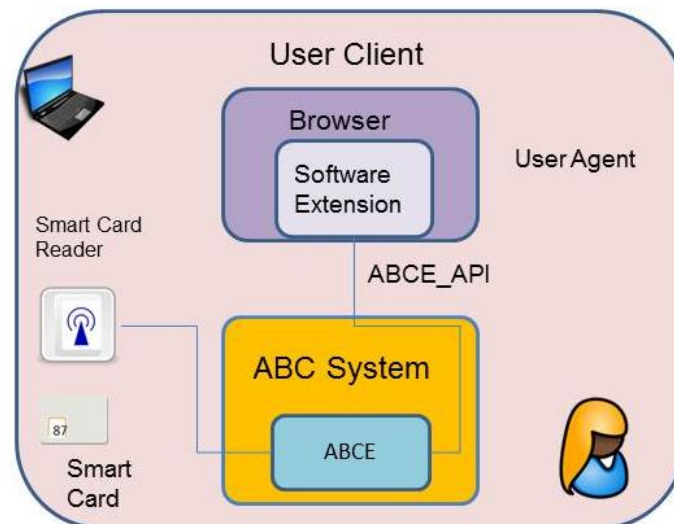 User Client
Browser
Software
Extension
User Agent
Smart Card
Reader
ABCE_API
ABC System
ABCE
87
Smart
Card